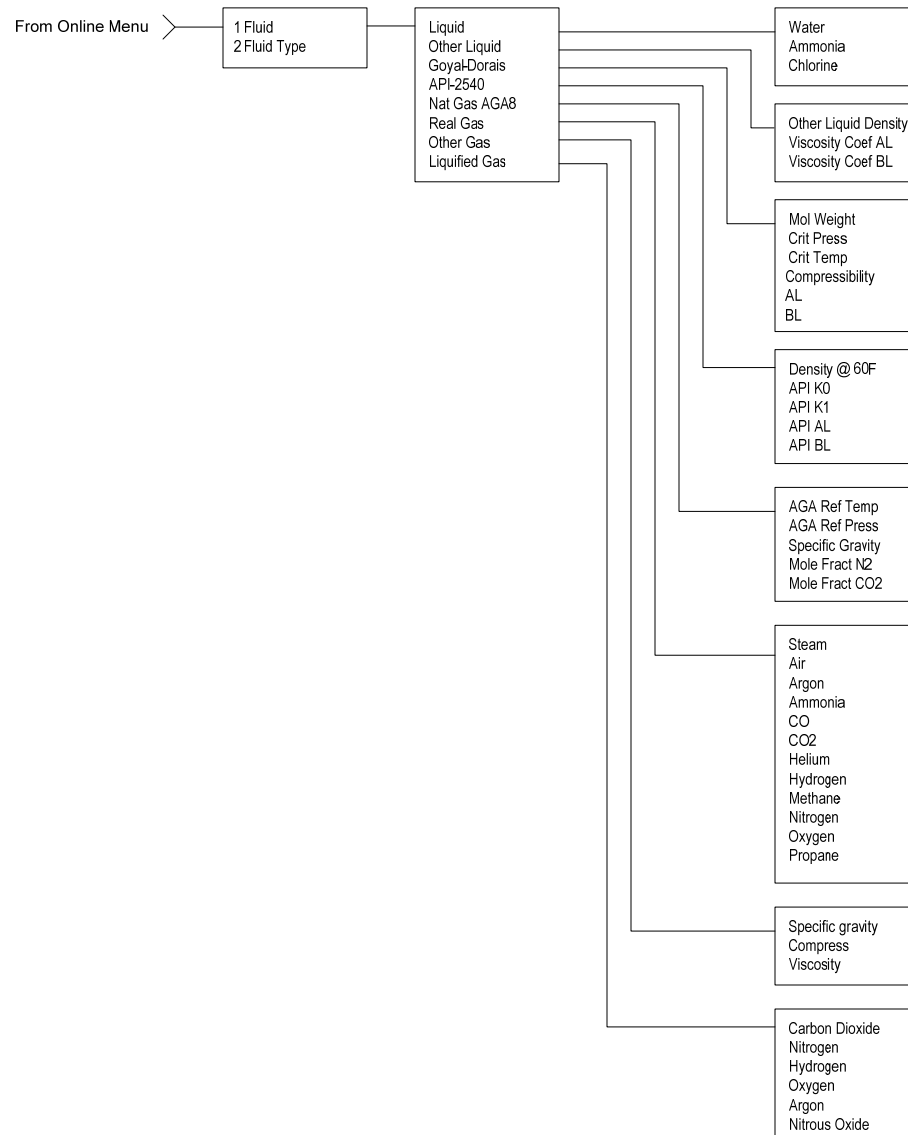 From Online Menu
1 Fluid
2 Fluid Type
Liquid
Other Liquid
Goyal-Dorais
API-2540
Nat Gas AGA8
Real Gas
Other Gas
Liquified Gas
Water
Ammonia
Chlorine
Other Liquid Density
Viscosity Coef AL
Viscosity Coef BL
Mol Weight
Crit Press
Crit Temp
Compressibility
AL
BL
Density @ 60F
API K0
API K1
API AL
API BL
AGA Ref Temp
AGA Ref Press
Specific Gravity
Mole Fract N2
Mole Fract CO2
Steam
Air
Argon
Ammonia
CO
CO2
Helium
Hydrogen
Methane
Nitrogen
Oxygen
Propane
Specific gravity
Compress
Viscosity
Carbon Dioxide
Nitrogen
Hydrogen
Oxygen
Argon
Nitrous Oxide